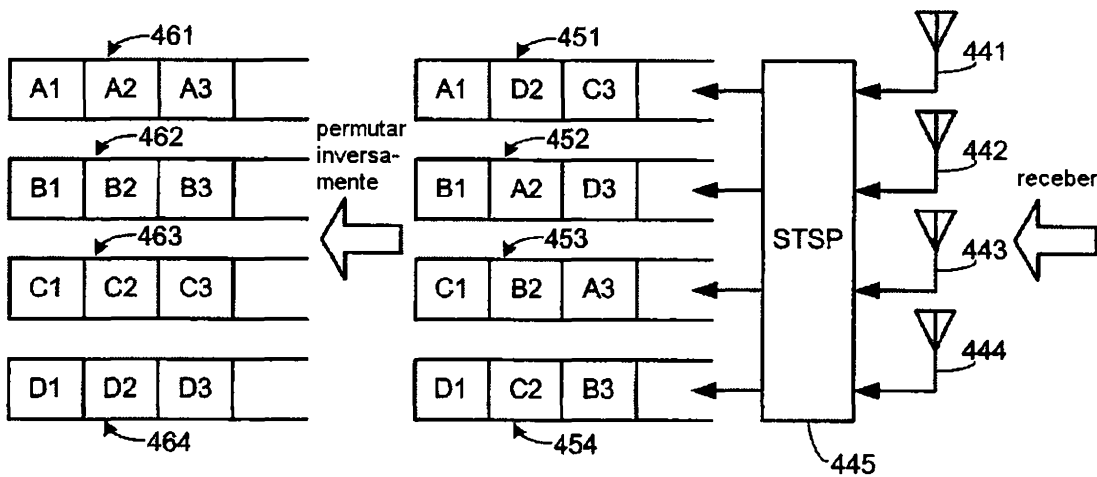 461
A1 A2 A3
462
B1 B2 B3
463
C1 C2 C3
D1 D2 D3
464
permutar
inversa-
mente
451
A1 D2 C3
452
B1 A2 D3
453
C1 B2 A3
D1 C2 B3
454
STSP
445
441
442
443
444
receber